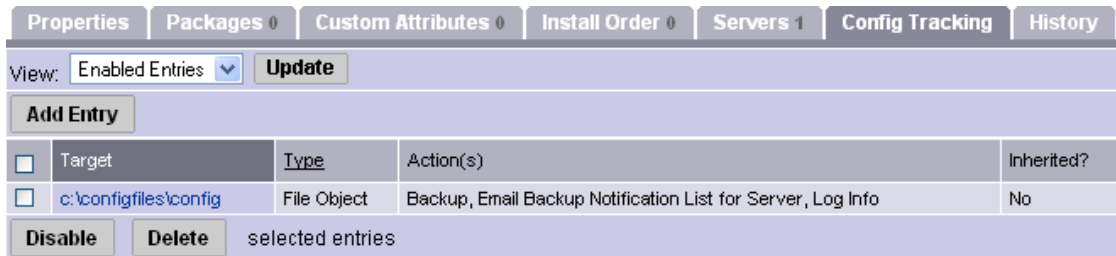 Properties Packages 0 Custom Attributes 0 Install Order 0 Servers 1 Config Tracking History
View: Enabled Entries Update
Add Entry
Target Type Action(s) Inherited?
c:\configfiles\config File Object Backup, Email Backup Notification List for Server, Log Info No
Disable Delete selected entries